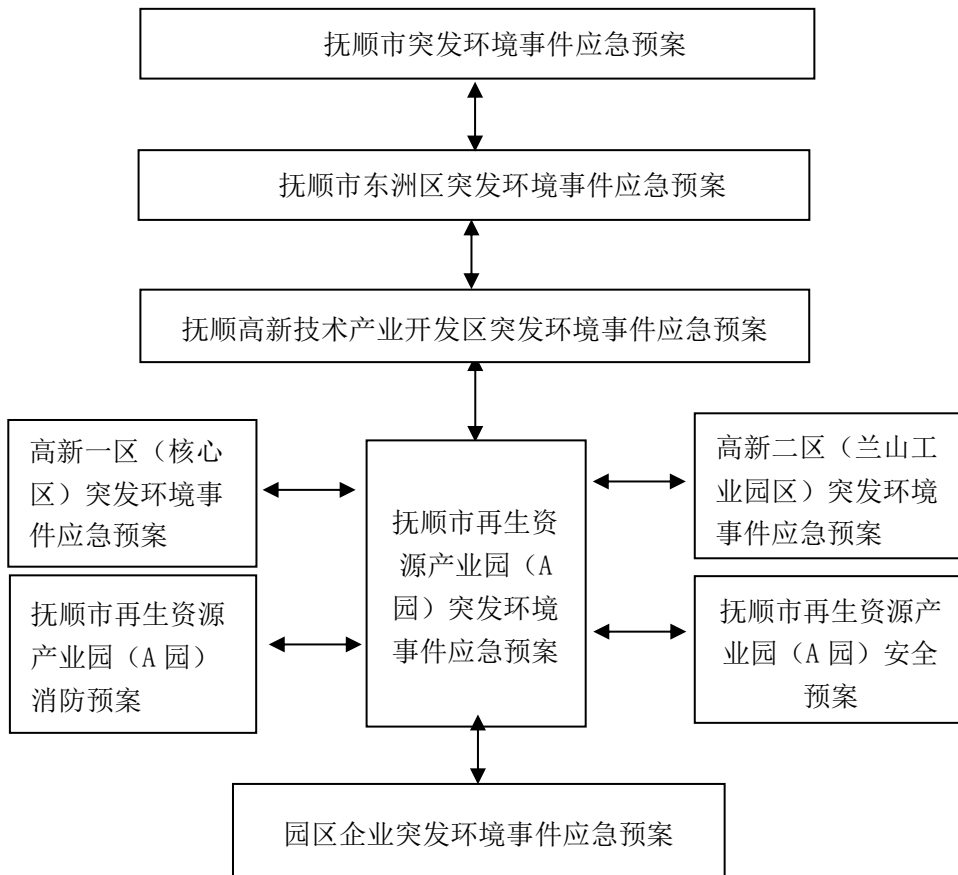 抚顺市突发环境事件应急预案
抚顺市东洲区突发环境事件应急预案
抚顺高新技术产业开发区突发环境事件应急预案
高新一区（核心
区）突发环境事
件应急预案
抚顺市再生资
源产业园（A
园）突发环境
事件应急预案
高新二区（兰山工
业园区）突发环境
事件应急预案
抚顺市再生资源
产业园（A 园）
消防预案
抚顺市再生资源产
业园（A 园）安全
预案
园区企业突发环境事件应急预案